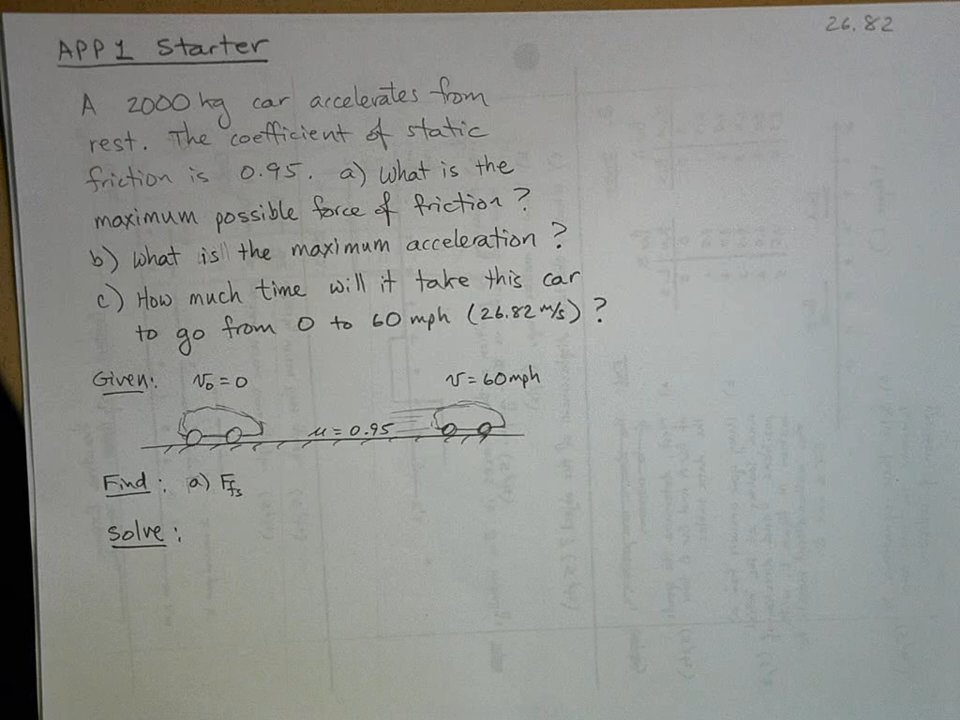 26.82
APP 1 Starter
A 2000 kg car accelerates from
rest. The coefficient of static
friction is 0.95. a) What is the
maximum possible force of friction?
b) What is the maximum acceleration?
c) How much time will it take this car
to go from 0 to 60 mph (26.82 m/s)?
Given: v₀ = 0 v = 60 mph
μ = 0.95
Find: a) Ffs
Solve: